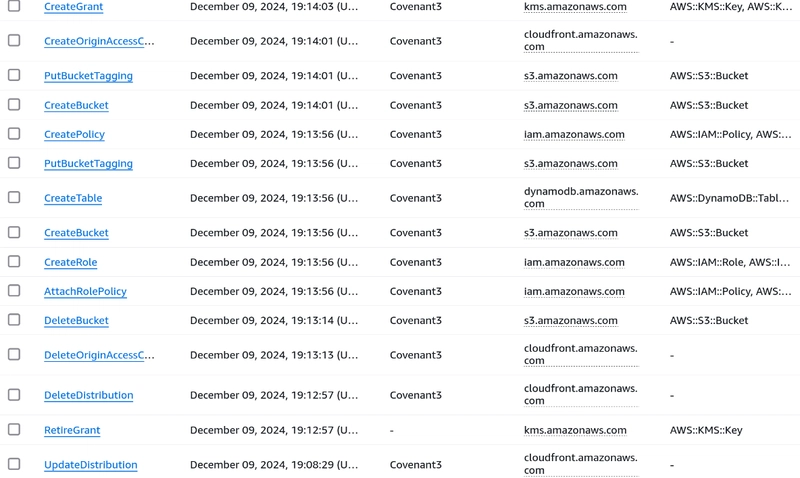 CreateGrant December 09, 2024, 19:14:03 (U... Covenant3 kms.amazonaws.com AWS::KMS::Key, AWS::K...
CreateOriginAccessC... December 09, 2024, 19:14:01 (U... Covenant3 cloudfront.amazonaws.
com -
PutBucketTagging December 09, 2024, 19:14:01 (U... Covenant3 s3.amazonaws.com AWS::S3::Bucket
CreateBucket December 09, 2024, 19:14:01 (U... Covenant3 s3.amazonaws.com AWS::S3::Bucket
CreatePolicy December 09, 2024, 19:13:56 (U... Covenant3 iam.amazonaws.com AWS::IAM::Policy, AWS:...
PutBucketTagging December 09, 2024, 19:13:56 (U... Covenant3 s3.amazonaws.com AWS::S3::Bucket
CreateTable December 09, 2024, 19:13:56 (U... Covenant3 dynamodb.amazonaws.
com AWS::DynamoDB::Tabl...
CreateBucket December 09, 2024, 19:13:56 (U... Covenant3 s3.amazonaws.com AWS::S3::Bucket
CreateRole December 09, 2024, 19:13:56 (U... Covenant3 iam.amazonaws.com AWS::IAM::Role, AWS::I...
AttachRolePolicy December 09, 2024, 19:13:56 (U... Covenant3 iam.amazonaws.com AWS::IAM::Policy, AWS:...
DeleteBucket December 09, 2024, 19:13:14 (U... Covenant3 s3.amazonaws.com AWS::S3::Bucket
DeleteOriginAccessC... December 09, 2024, 19:13:13 (U... Covenant3 cloudfront.amazonaws.
com -
DeleteDistribution December 09, 2024, 19:12:57 (U... Covenant3 cloudfront.amazonaws.
com -
RetireGrant December 09, 2024, 19:12:57 (U... - kms.amazonaws.com AWS::KMS::Key
UpdateDistribution December 09, 2024, 19:08:29 (U... Covenant3 cloudfront.amazonaws.
com -